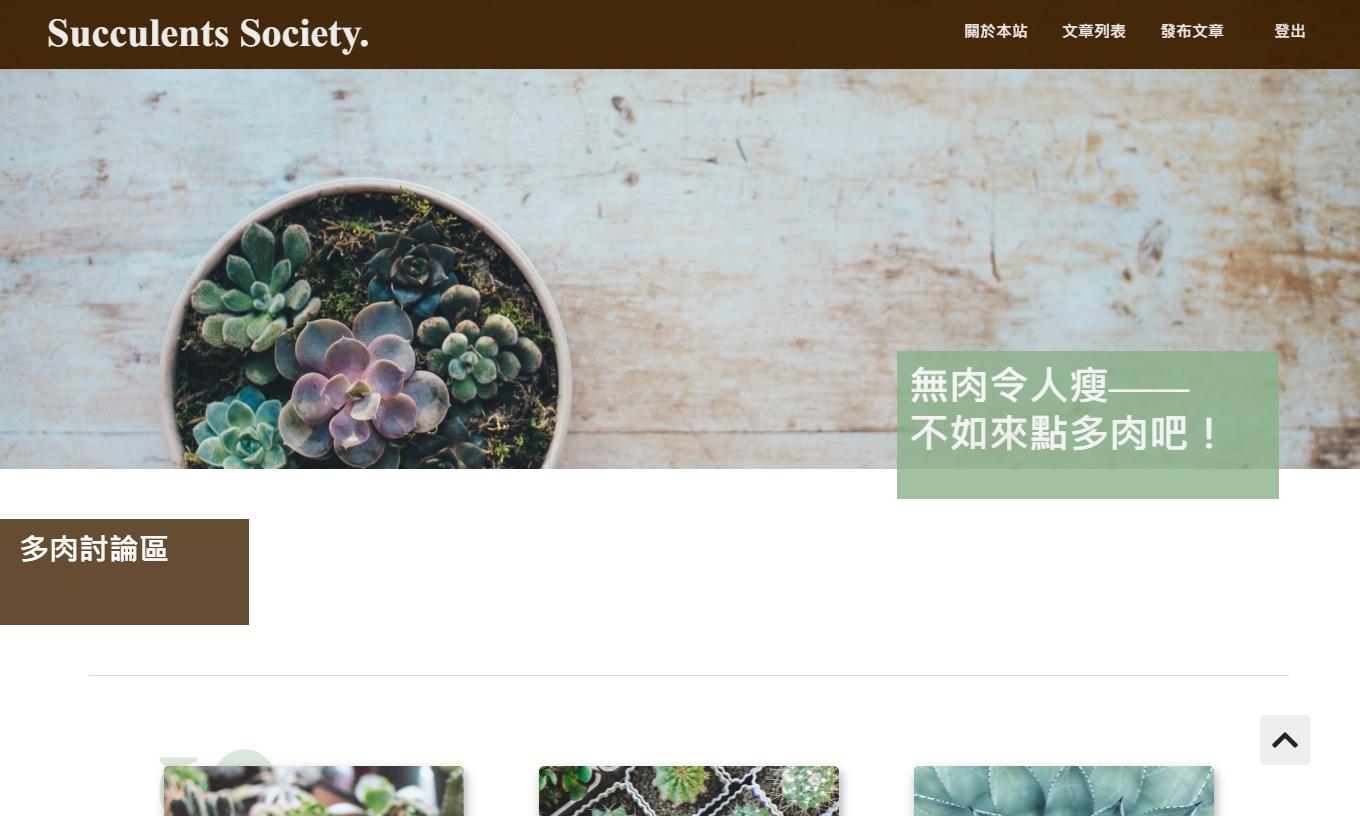 Succulents Society.
關於本站
文章列表
發布文章
登出
無肉令人瘦——
不如來點多肉吧！
多肉討論區